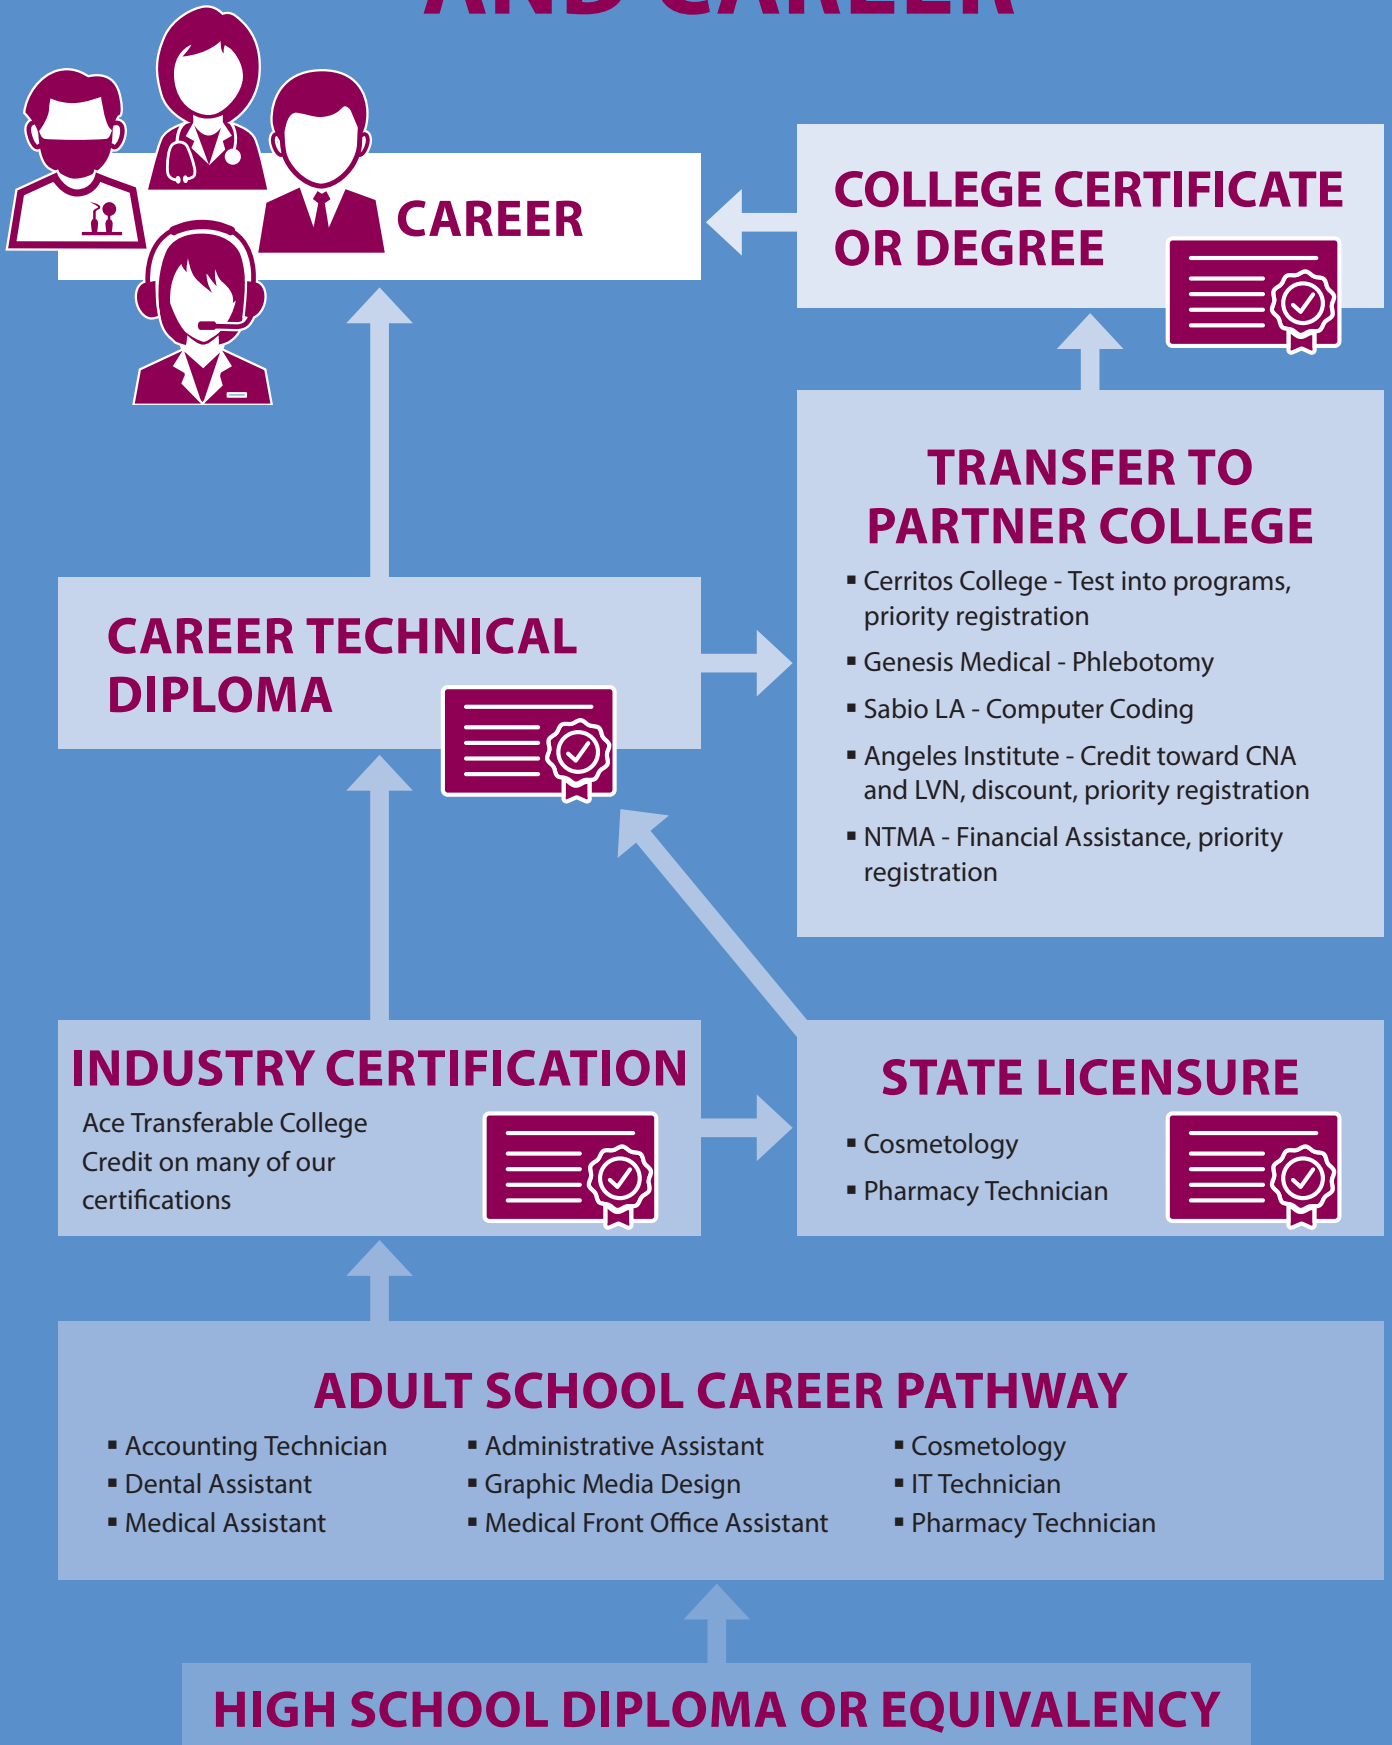 AND CAREER
CAREER
COLLEGE CERTIFICATE
OR DEGREE
TRANSFER TO
PARTNER COLLEGE
▪ Cerritos College - Test into programs,
priority registration
▪ Genesis Medical - Phlebotomy
▪ Sabio LA - Computer Coding
▪ Angeles Institute - Credit toward CNA
and LVN, discount, priority registration
▪ NTMA - Financial Assistance, priority
registration
CAREER TECHNICAL
DIPLOMA
INDUSTRY CERTIFICATION
Ace Transferable College
Credit on many of our
certifications
STATE LICENSURE
▪ Cosmetology
▪ Pharmacy Technician
ADULT SCHOOL CAREER PATHWAY
▪ Accounting Technician
▪ Dental Assistant
▪ Medical Assistant
▪ Administrative Assistant
▪ Graphic Media Design
▪ Medical Front Office Assistant
▪ Cosmetology
▪ IT Technician
▪ Pharmacy Technician
HIGH SCHOOL DIPLOMA OR EQUIVALENCY